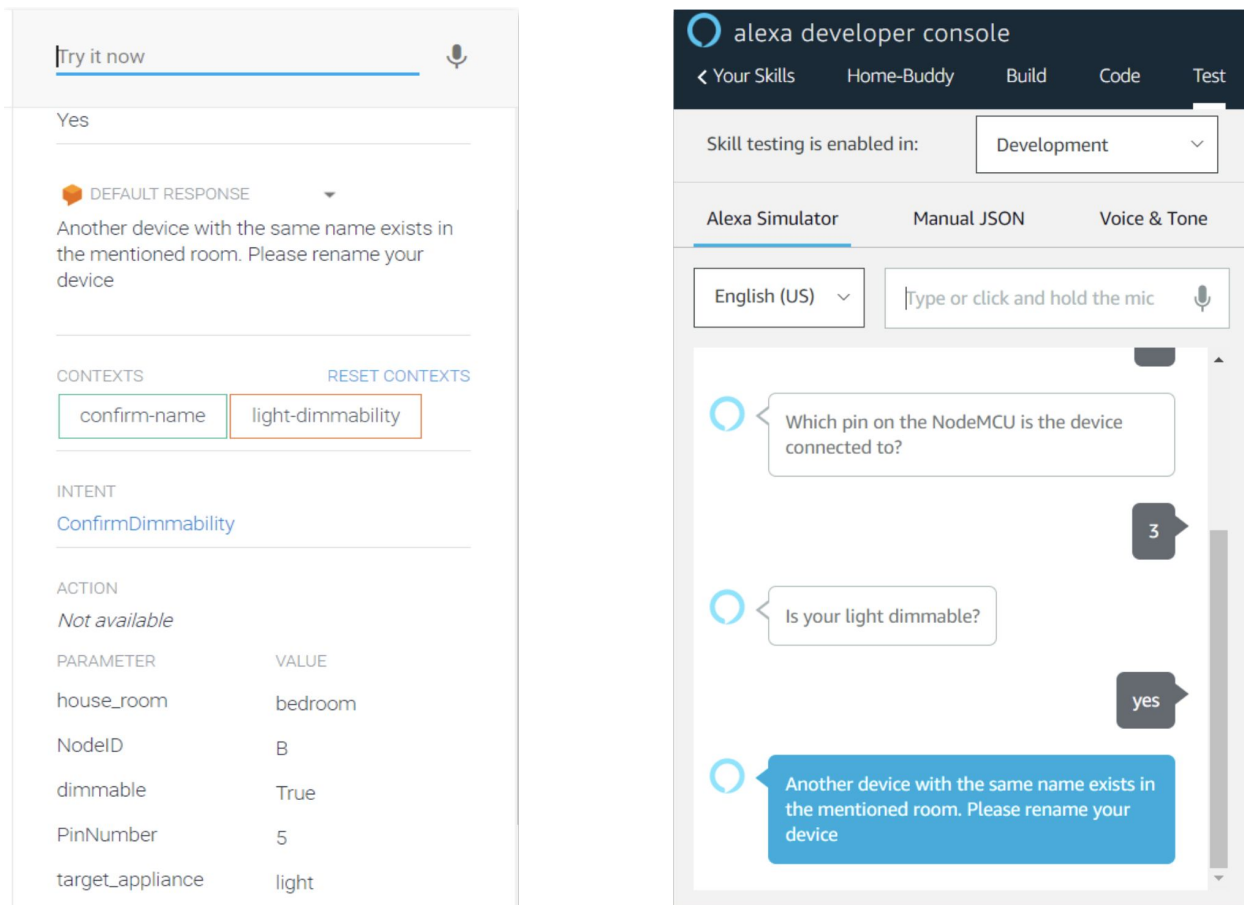 Try it now
Yes
DEFAULT RESPONSE
Another device with the same name exists in
the mentioned room. Please rename your
device
CONTEXTS RESET CONTEXTS
confirm-name light-dimmability
INTENT
ConfirmDimmability
ACTION
Not available
PARAMETER VALUE
house_room bedroom
NodeID B
dimmable True
PinNumber 5
target_appliance light
alexa developer console
Your Skills Home-Buddy Build Code Test
Skill testing is enabled in: Development
Alexa Simulator Manual JSON Voice & Tone
English (US) Type or click and hold the mic
Which pin on the NodeMCU is the device
connected to?
3
Is your light dimmable?
yes
Another device with the same name exists in
the mentioned room. Please rename your
device